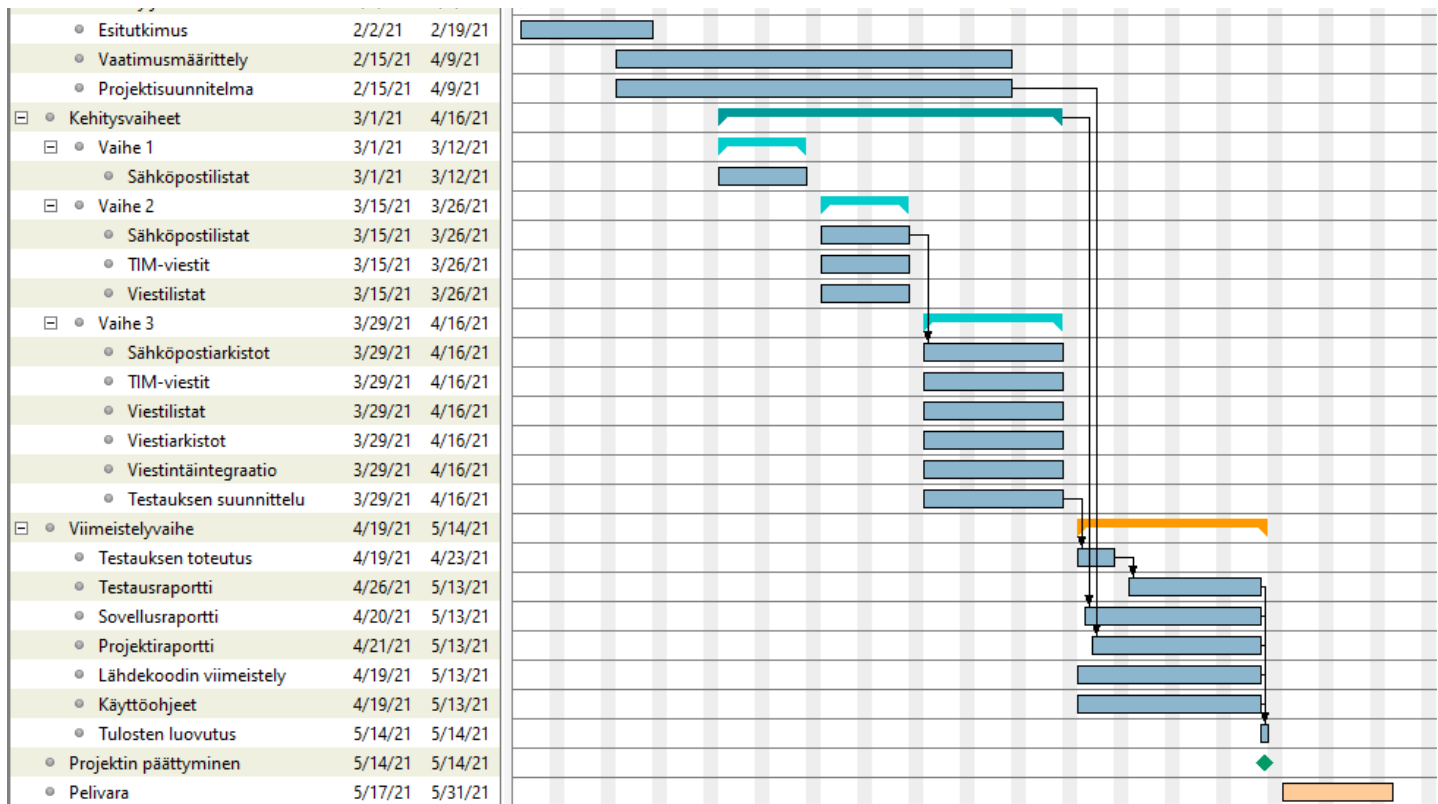 Esitutkimus 2/2/21 2/19/21
Vaatimusmäärittely 2/15/21 4/9/21
Projektisuunnitelma 2/15/21 4/9/21
Kehitysvaiheet 3/1/21 4/16/21
Vaihe 1 3/1/21 3/12/21
Sähköpostilistat 3/1/21 3/12/21
Vaihe 2 3/15/21 3/26/21
Sähköpostilistat 3/15/21 3/26/21
TIM-viestit 3/15/21 3/26/21
Viestilistat 3/15/21 3/26/21
Vaihe 3 3/29/21 4/16/21
Sähköpostiarkistot 3/29/21 4/16/21
TIM-viestit 3/29/21 4/16/21
Viestilistat 3/29/21 4/16/21
Viestiarkistot 3/29/21 4/16/21
Viestintäintegraatio 3/29/21 4/16/21
Testauksen suunnittelu 3/29/21 4/16/21
Viimeistelyvaihe 4/19/21 5/14/21
Testauksen toteutus 4/19/21 4/23/21
Testausraportti 4/26/21 5/13/21
Sovellusraportti 4/20/21 5/13/21
Projektiraportti 4/21/21 5/13/21
Lähdekoodin viimeistely 4/19/21 5/13/21
Käyttöohjeet 4/19/21 5/13/21
Tulosten luovutus 5/14/21 5/14/21
Projektin päättyminen 5/14/21 5/14/21
Pelivara 5/17/21 5/31/21